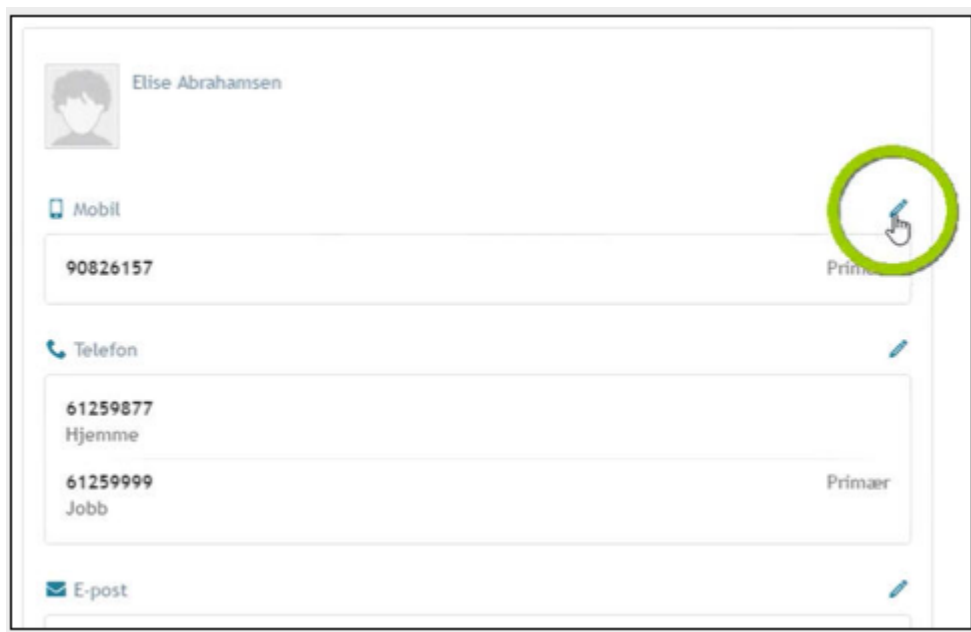 Elise Abrahamsen
Mobil
90826157
Telefon
61259877
Hjemme
61259999 Primær
Jobb
E-post